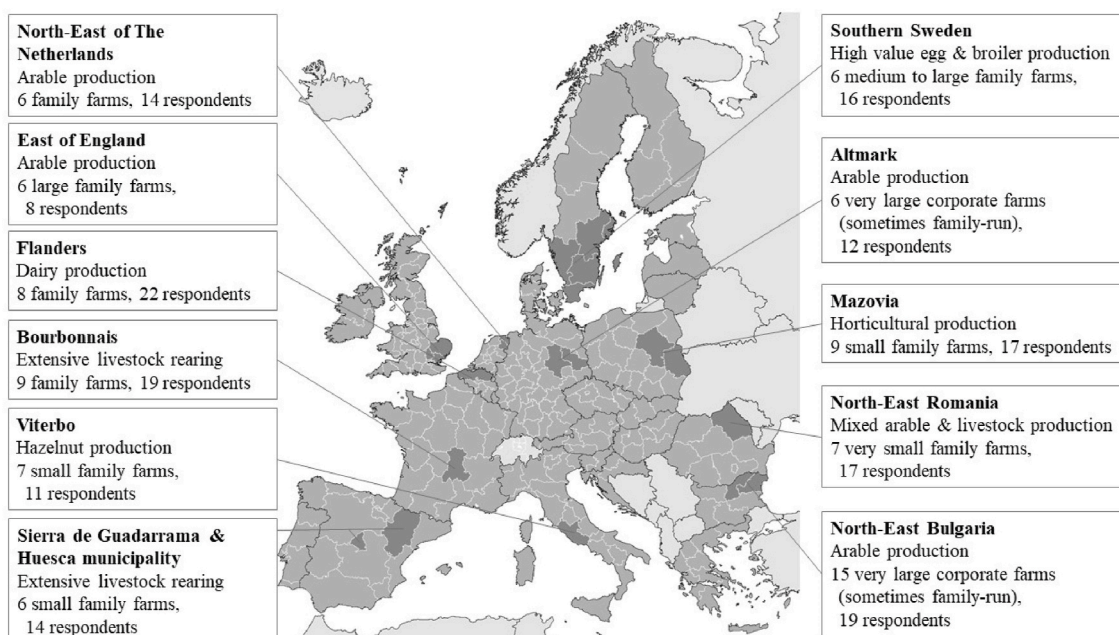 North-East of The
Netherlands
Arable production
6 family farms, 14 respondents
East of England
Arable production
6 large family farms,
8 respondents
Flanders
Dairy production
8 family farms, 22 respondents
Bourbonnais
Extensive livestock rearing
9 family farms, 19 respondents
Viterbo
Hazelnut production
7 small family farms,
11 respondents
Sierra de Guadarrama &
Huesca municipality
Extensive livestock rearing
6 small family farms,
14 respondents
Southern Sweden
High value egg & broiler production
6 medium to large family farms,
16 respondents
Altmark
Arable production
6 very large corporate farms
(sometimes family-run),
12 respondents
Mazovia
Horticultural production
9 small family farms, 17 respondents
North-East Romania
Mixed arable & livestock production
7 very small family farms,
17 respondents
North-East Bulgaria
Arable production
15 very large corporate farms
(sometimes family-run),
19 respondents